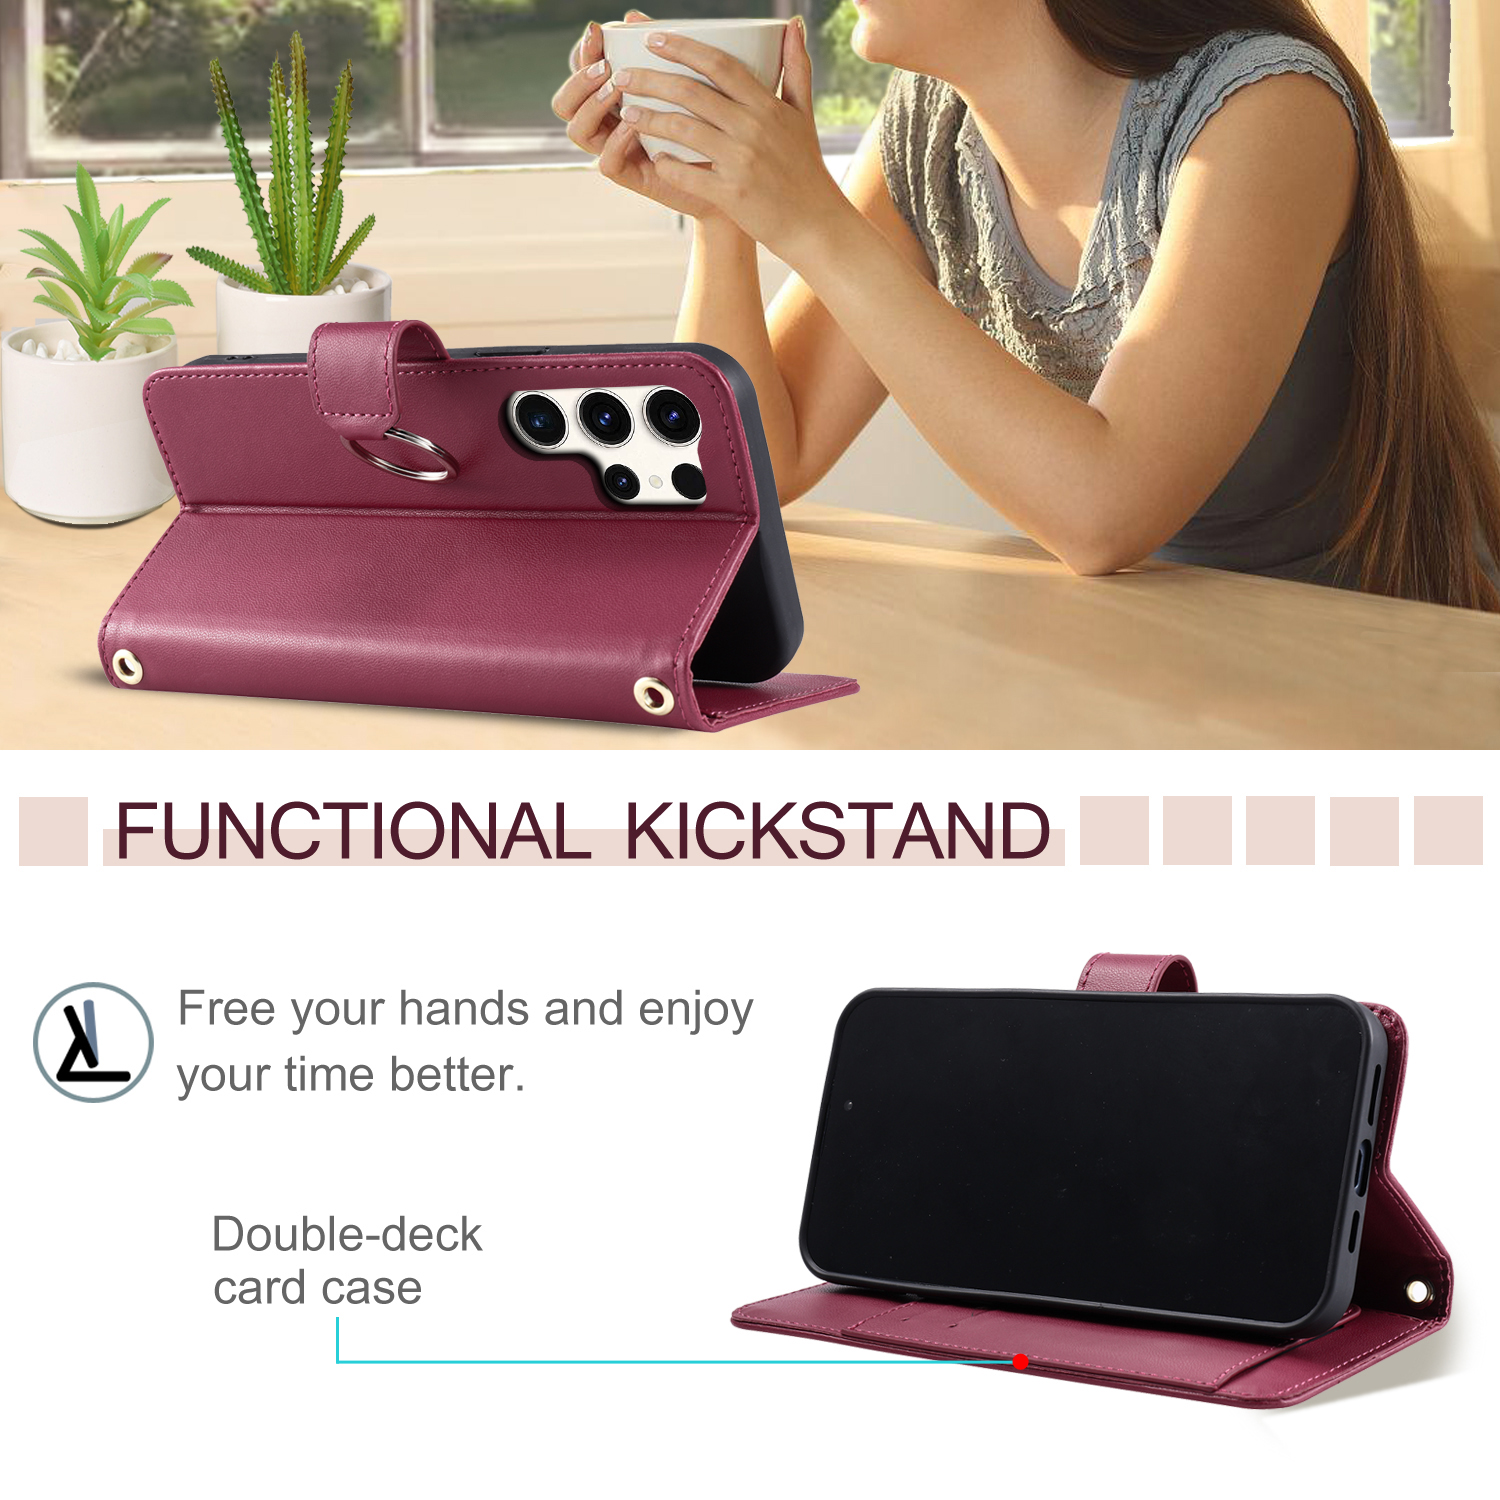 FUNCTIONAL KICKSTAND
Free your hands and enjoy
your time better.
Double-deck
card case